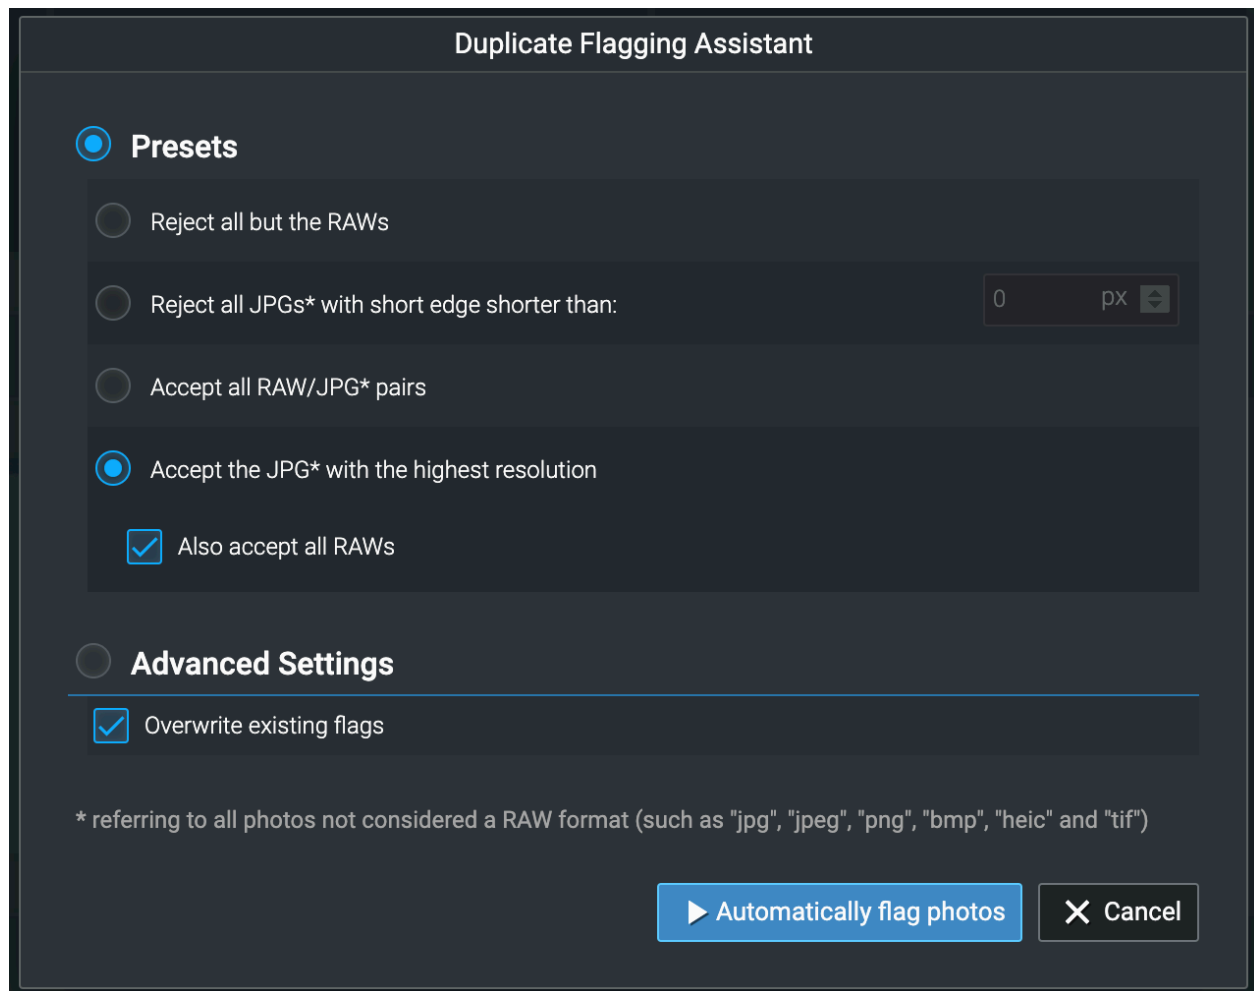 Duplicate Flagging Assistant
Presets
Reject all but the RAWs
Reject all JPGs* with short edge shorter than:
0 px
Accept all RAW/JPG* pairs
Accept the JPG* with the highest resolution
Also accept all RAWs
Advanced Settings
Overwrite existing flags
* referring to all photos not considered a RAW format (such as "jpg", "jpeg", "png", "bmp", "heic" and "tif")
Automatically flag photos
Cancel